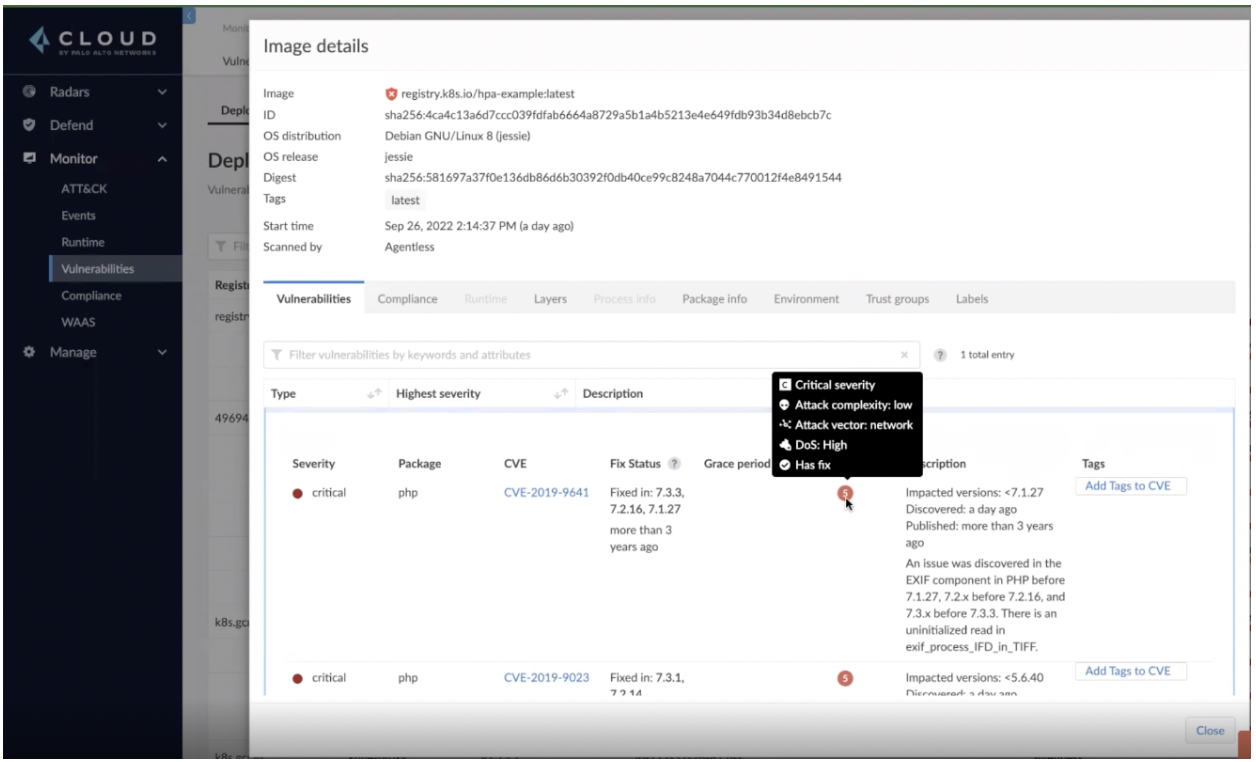 CLOUD
BY PALO ALTO NETWORKS
Radars
Defend
Monitor
ATT&CK
Events
Runtime
Vulnerabilities
Compliance
WAAS
Manage
Monit
Vulne
Deplo
Depl
Vulneral
Filt
Registr
registr
49694
k8s.gc
k8s.gc
Image details
Image registry.k8s.io/hpa-example:latest
ID sha256:4ca4c13a6d7ccc039fdfab6664a8729a5b1a4b5213e4e649fdb93b34d8ebcb7c
OS distribution Debian GNU/Linux 8 (jessie)
OS release jessie
Digest sha256:581697a37f0e136db86d6b30392f0db40ce99c8248a7044c770012f4e8491544
Tags latest
Start time Sep 26, 2022 2:14:37 PM (a day ago)
Scanned by Agentless
Vulnerabilities Compliance Runtime Layers Process info Package info Environment Trust groups Labels
Filter vulnerabilities by keywords and attributes × ? 1 total entry
Type Highest severity Description
C Critical severity
Attack complexity: low
Attack vector: network
DoS: High
Has fix
Severity Package CVE Fix Status ? Grace period scription Tags
critical php CVE-2019-9641 Fixed in: 7.3.3,
7.2.16, 7.1.27
more than 3
years ago
5
Impacted versions: <7.1.27
Discovered: a day ago
Published: more than 3 years
ago
An issue was discovered in the
EXIF component in PHP before
7.1.27, 7.2.x before 7.2.16, and
7.3.x before 7.3.3. There is an
uninitialized read in
exif_process_IFD_in_TIFF.
Add Tags to CVE
critical php CVE-2019-9023 Fixed in: 7.3.1,
7.2.14
5
Impacted versions: <5.6.40
Discovered: a day ago
Add Tags to CVE
Close